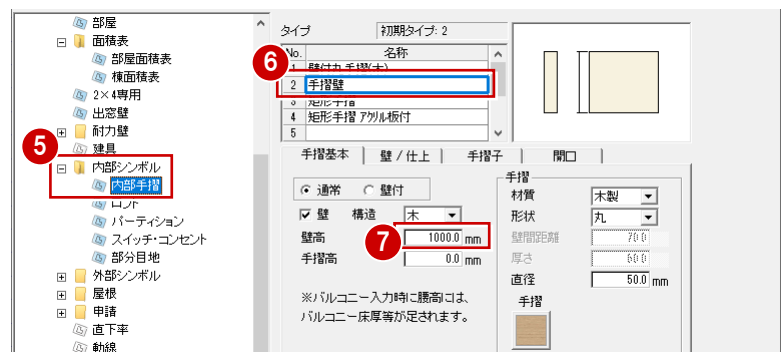 部屋
面積表
部屋面積表
棟面積表
2×4専用
出窓壁
耐力壁
建具
内部シンボル
内部手摺
ロフト
パーティション
スイッチ・コンセント
部分目地
外部シンボル
屋根
申請
直下率
動線
5
タイプ 初期タイプ: 2
No. 名称
1 壁付丸手摺(木)
2 手摺壁
3 矩形手摺
4 矩形手摺 アクリル板付
5
6
手摺基本 壁/仕上 手摺子 開口
通常 壁付
壁 構造 木
壁高 1000.0 mm
手摺高 0.0 mm
7
※バルコニー入力時に腰高には、
バルコニー床厚等が足されます。
手摺
材質 木製
形状 丸
壁間距離 70.0
厚さ 60.0
直径 50.0 mm
手摺